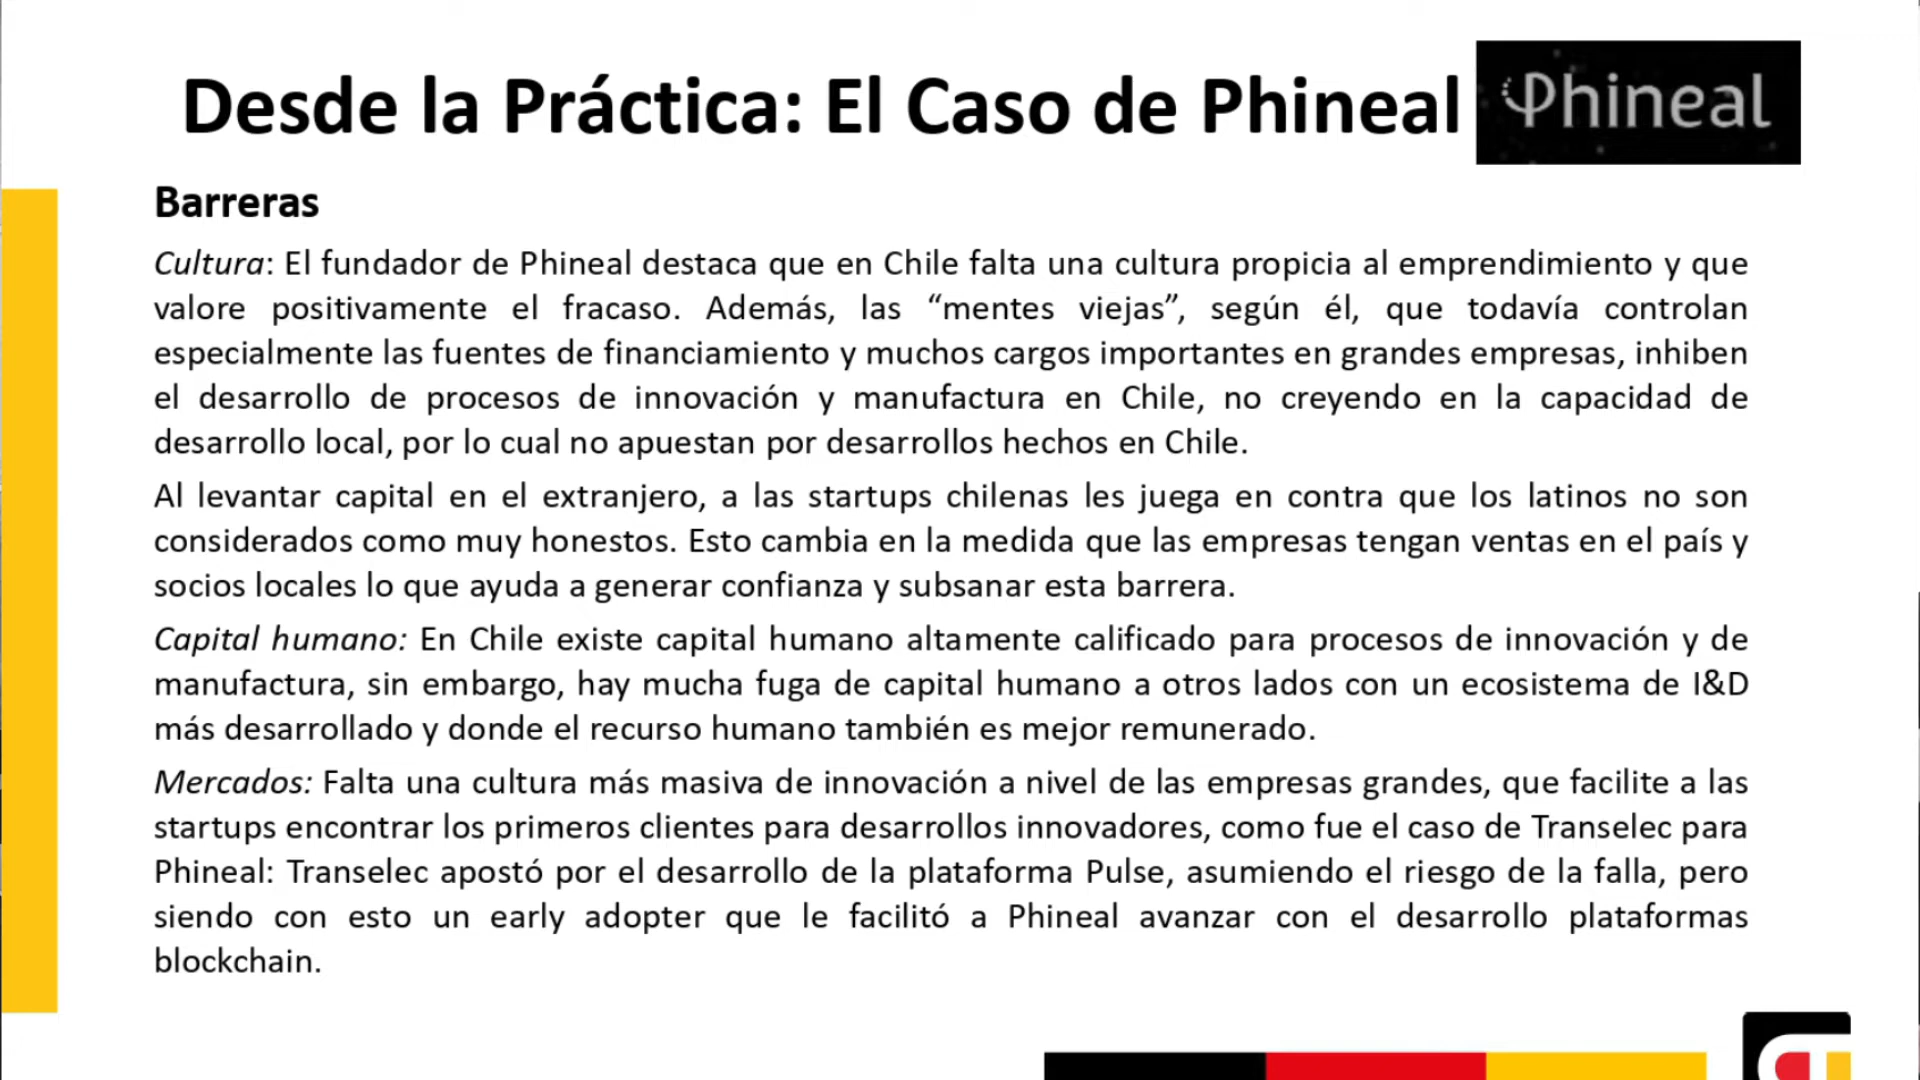 Desde la Práctica: El Caso de Phineal
Phineal
Barreras
Cultura: El fundador de Phineal destaca que en Chile falta una cultura propicia al emprendimiento y que
valore positivamente el fracaso. Además, las “mentes viejas”, según él, que todavía controlan
especialmente las fuentes de financiamiento y muchos cargos importantes en grandes empresas, inhiben
el desarrollo de procesos de innovación y manufactura en Chile, no creyendo en la capacidad de
desarrollo local, por lo cual no apuestan por desarrollos hechos en Chile.
Al levantar capital en el extranjero, a las startups chilenas les juega en contra que los latinos no son
considerados como muy honestos. Esto cambia en la medida que las empresas tengan ventas en el país y
socios locales lo que ayuda a generar confianza y subsanar esta barrera.
Capital humano: En Chile existe capital humano altamente calificado para procesos de innovación y de
manufactura, sin embargo, hay mucha fuga de capital humano a otros lados con un ecosistema de I&D
más desarrollado y donde el recurso humano también es mejor remunerado.
Mercados: Falta una cultura más masiva de innovación a nivel de las empresas grandes, que facilite a las
startups encontrar los primeros clientes para desarrollos innovadores, como fue el caso de Transelec para
Phineal: Transelec apostó por el desarrollo de la plataforma Pulse, asumiendo el riesgo de la falla, pero
siendo con esto un early adopter que le facilitó a Phineal avanzar con el desarrollo plataformas
blockchain.